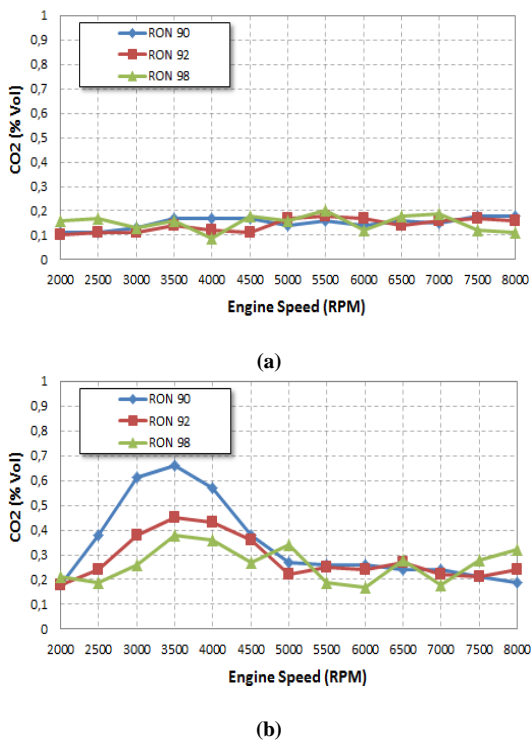 1
0,9
0,8
0,7
0,6
0,5
0,4
0,3
0,2
0,1
0
CO2 (% Vol)
RON 90
RON 92
RON 98
2000 2500 3000 3500 4000 4500 5000 5500 6000 6500 7000 7500 8000
Engine Speed (RPM)
(a)
1
0,9
0,8
0,7
0,6
0,5
0,4
0,3
0,2
0,1
0
CO2 (% Vol)
RON 90
RON 92
RON 98
2000 2500 3000 3500 4000 4500 5000 5500 6000 6500 7000 7500 8000
Engine Speed (RPM)
(b)